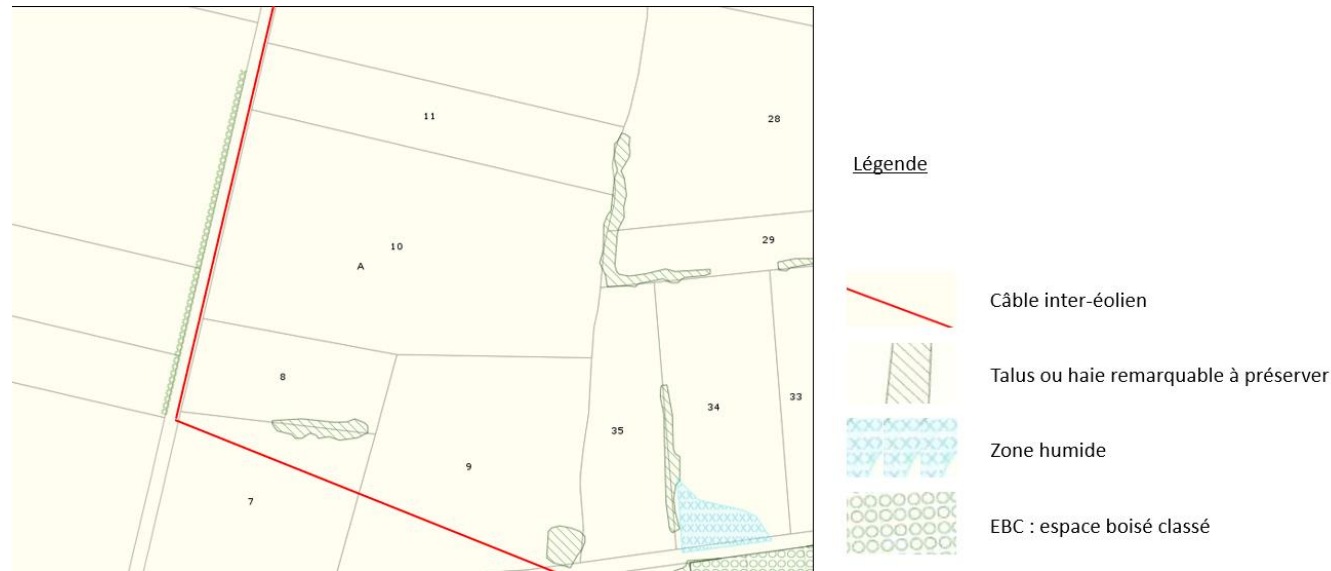 11
28
10
29
A
8
34
33
35
9
7
Légende
Câble inter-éolien
Talus ou haie remarquable à préserver
Zone humide
EBC : espace boisé classé